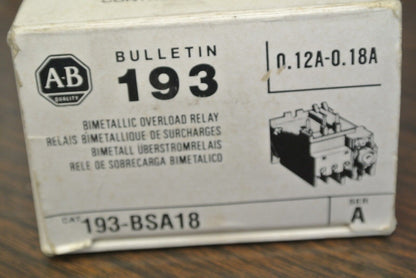 A-B
QUALITY
BULLETIN
193
0.12A-0.18A
BIMETALLIC OVERLOAD RELAY
RELAIS BIMETALLIQUE DE SURCHARGES
BIMETALL ÜBERSTROMRELAIS
RELE DE SOBRECARGA BIMETALICO
CAT 193-BSA18
SER
A